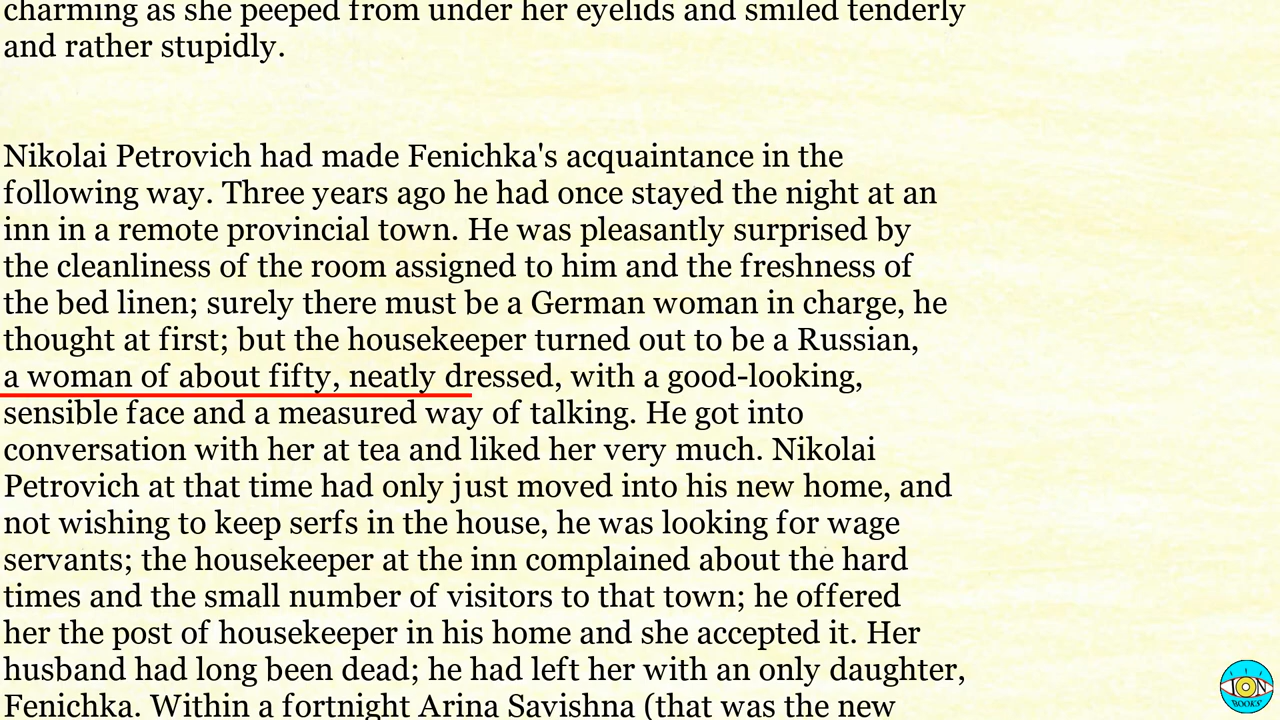 charming as she peeped from under her eyelids and smiled tenderly
and rather stupidly.
Nikolai Petrovich had made Fenichka's acquaintance in the
following way. Three years ago he had once stayed the night at an
inn in a remote provincial town. He was pleasantly surprised by
the cleanliness of the room assigned to him and the freshness of
the bed linen; surely there must be a German woman in charge, he
thought at first; but the housekeeper turned out to be a Russian,
a woman of about fifty, neatly dressed, with a good-looking,
sensible face and a measured way of talking. He got into
conversation with her at tea and liked her very much. Nikolai
Petrovich at that time had only just moved into his new home, and
not wishing to keep serfs in the house, he was looking for wage
servants; the housekeeper at the inn complained about the hard
times and the small number of visitors to that town; he offered
her the post of housekeeper in his home and she accepted it. Her
husband had long been dead; he had left her with an only daughter,
Fenichka. Within a fortnight Arina Savishna (that was the new
ION
BOOKS